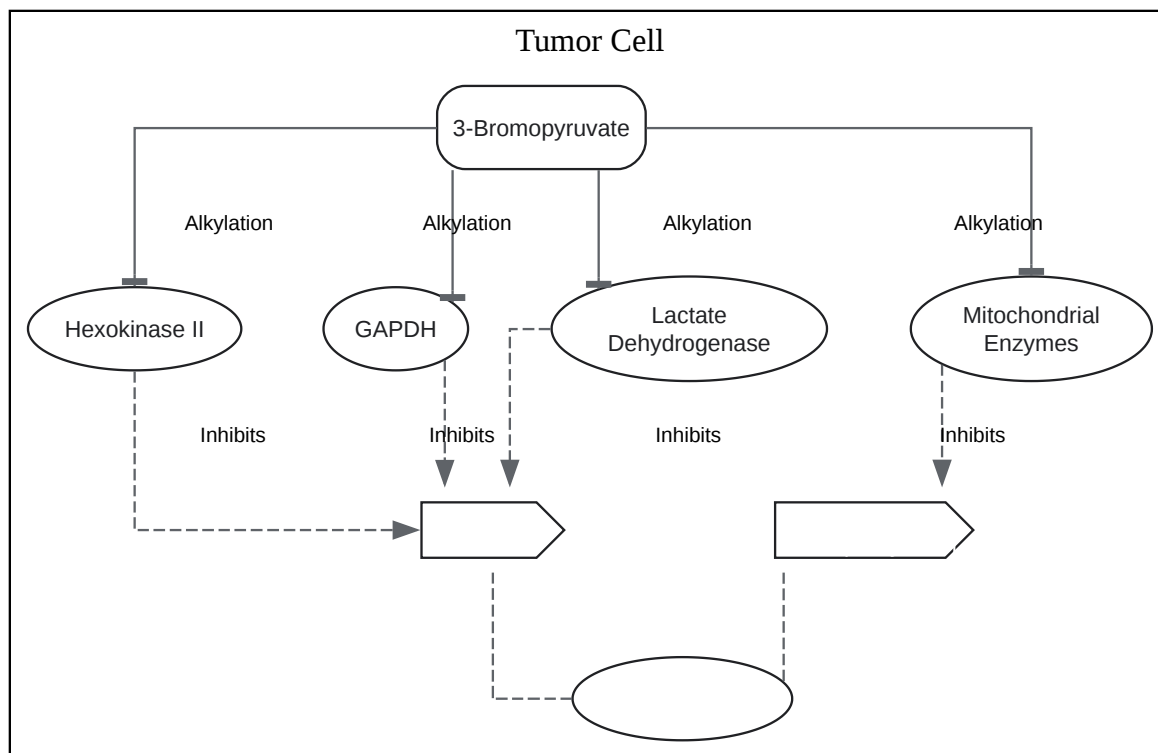 Tumor Cell
3-Bromopyruvate
Alkylation
Alkylation
Alkylation
Alkylation
Hexokinase II
GAPDH
Lactate
Dehydrogenase
Mitochondrial
Enzymes
Inhibits
Inhibits
Inhibits
Inhibits